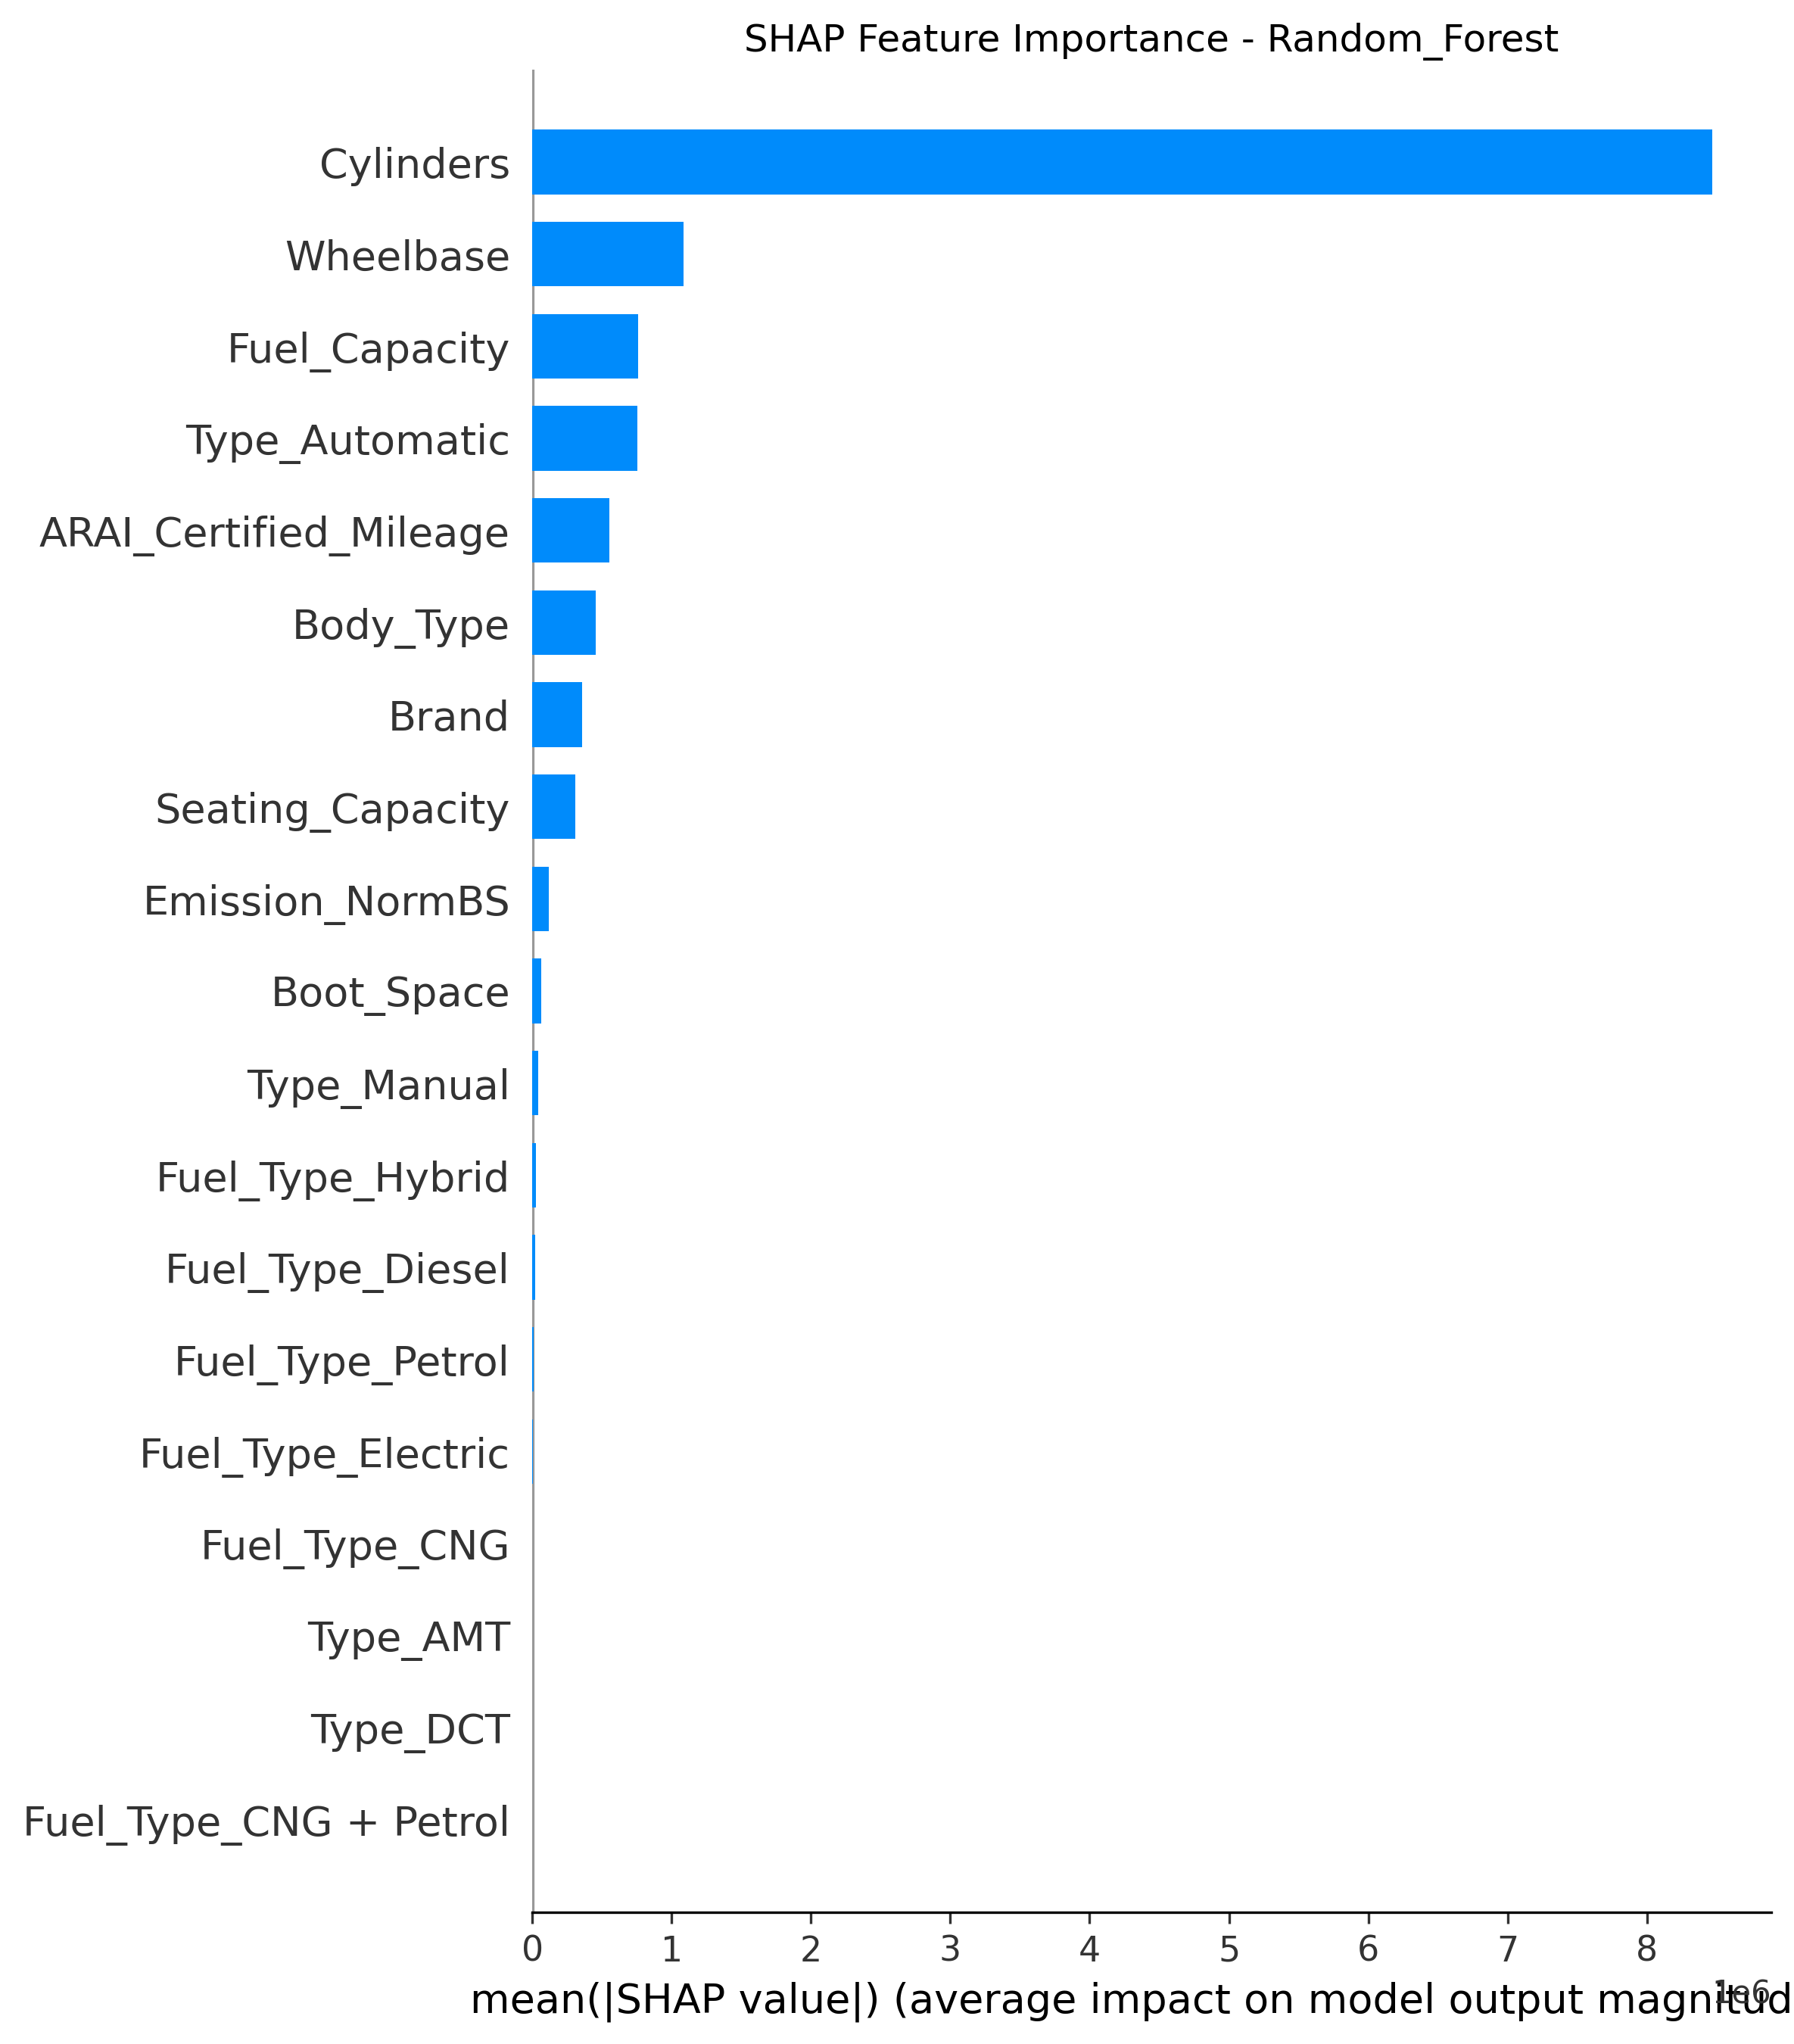 SHAP Feature Importance - Random_Forest
Cylinders
Wheelbase
Fuel_Capacity
Type_Automatic
ARAI_Certified_Mileage
Body_Type
Brand
Seating_Capacity
Emission_NormBS
Boot_Space
Type_Manual
Fuel_Type_Hybrid
Fuel_Type_Diesel
Fuel_Type_Petrol
Fuel_Type_Electric
Fuel_Type_CNG
Type_AMT
Type_DCT
Fuel_Type_CNG + Petrol
0 1 2 3 4 5 6 7 8
1e6
mean(|SHAP value|) (average impact on model output magnitud